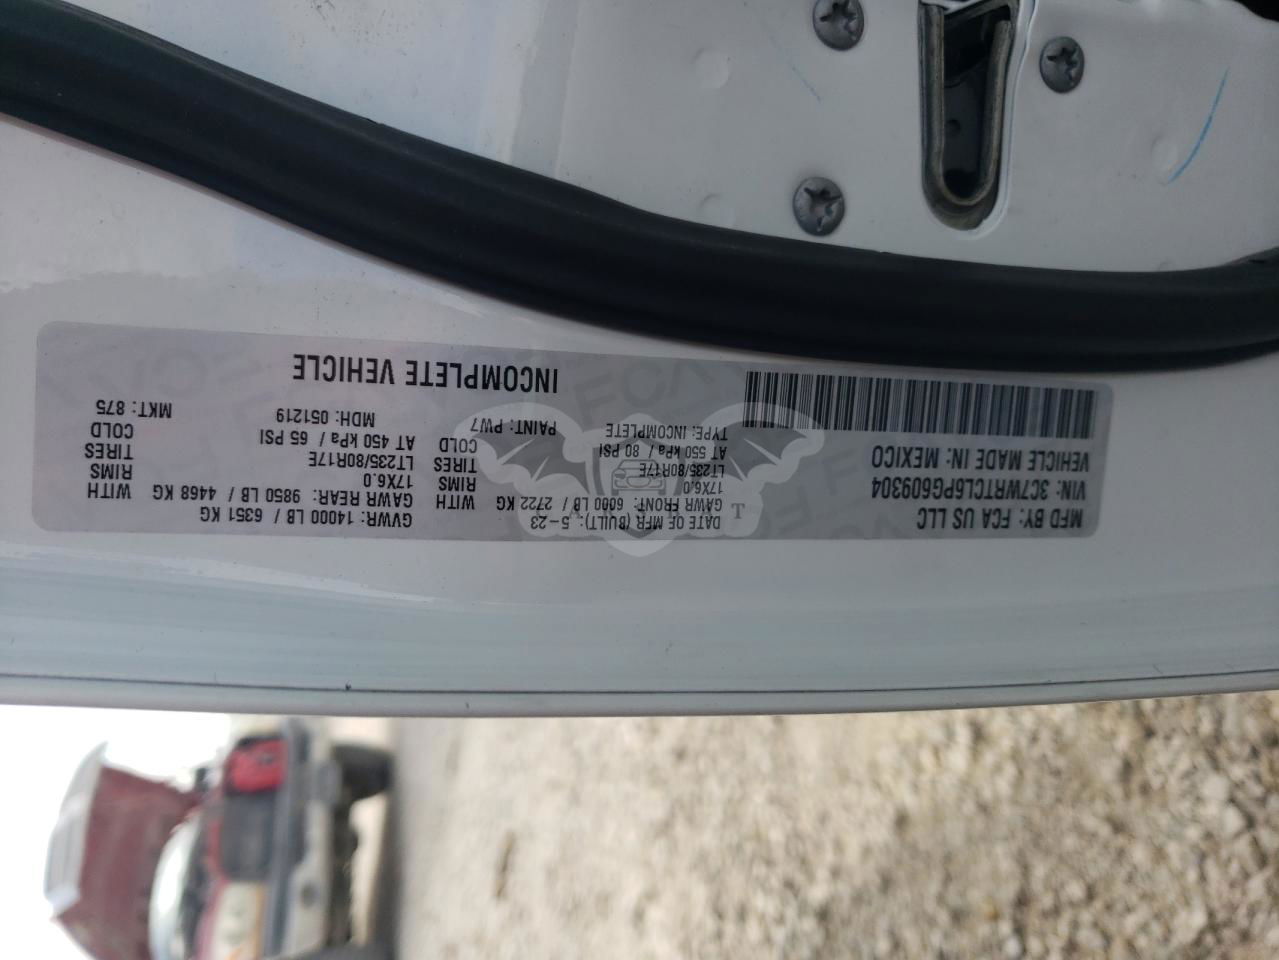 MFD BY: FCA US LLC
DATE OF MFR (BUILT): 5-23
GVWR: 14000 LB / 6351 KG
VIN: 3C7WRTCL6PG609304
GAWR FRONT: 6000 LB / 2722 KG
WITH
GAWR REAR: 9850 LB / 4468 KG
WITH
17X6.0
RIMS
17X6.0
RIMS
VEHICLE MADE IN: MEXICO
LT235/80R17E
TIRES
LT235/80R17E
TIRES
AT 550 kPa / 80 PSI
COLD
AT 450 kPa / 65 PSI
COLD
TYPE: INCOMPLETE
PAINT: PW7
MDH: 051219
MKT: 875
INCOMPLETE VEHICLE